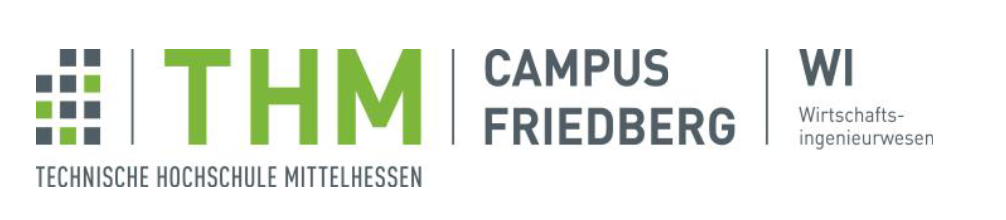 THM
CAMPUS
FRIEDBERG
WI
Wirtschafts-
ingenieurwesen
TECHNISCHE HOCHSCHULE MITTELHESSEN